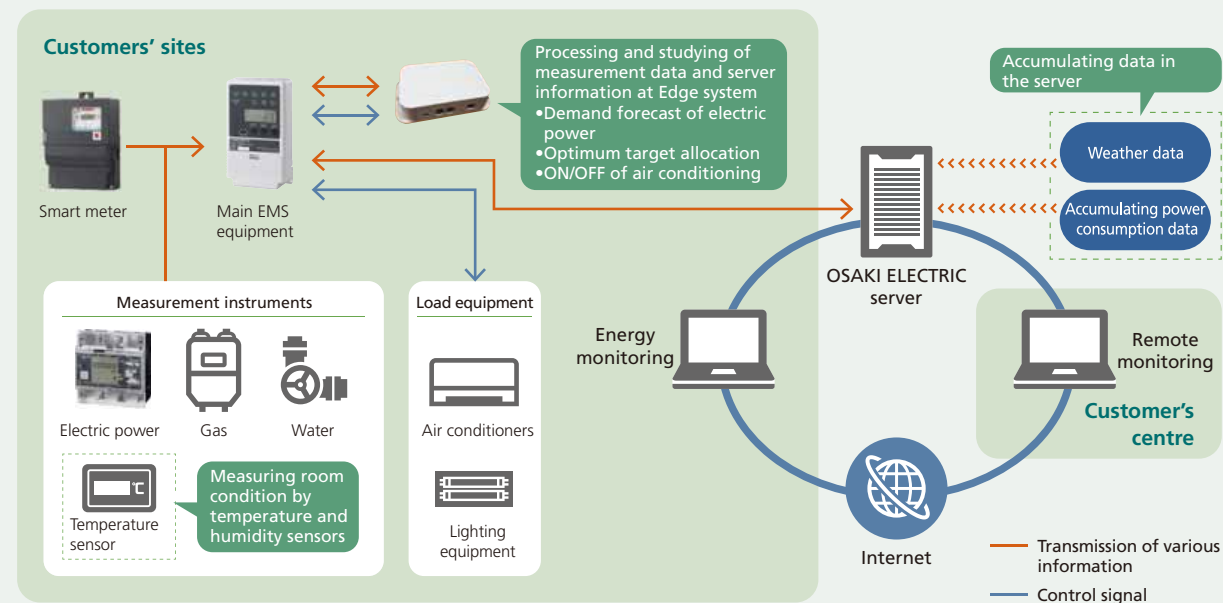 Customers’ sites
Processing and studying of
measurement data and server
information at Edge system
•Demand forecast of electric
power
•Optimum target allocation
•ON/OFF of air conditioning
Accumulating data in
the server
Weather data
Accumulating power
consumption data
Smart meter
Main EMS
equipment
OSAKI ELECTRIC
server
Measurement instruments
Electric power
Gas
Water
°C
Temperature
sensor
Measuring room
condition by
temperature and
humidity sensors
Load equipment
Air conditioners
Lighting
equipment
Energy
monitoring
Remote
monitoring
Customer’s
centre
Internet
Transmission of various
information
Control signal